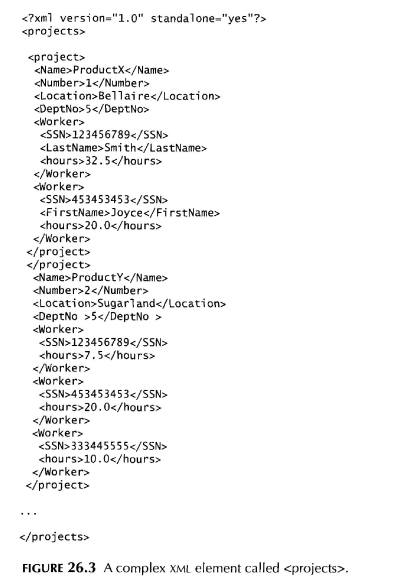 <?xml version="1.0" standalone="yes"?>
<projects>
<project>
<Name>ProductX</Name>
<Number>1</Number>
<Location>Bellaire</Location>
<DeptNo>5</DeptNo>
<Worker>
<SSN>123456789</SSN>
<LastName>Smith</LastName>
<hours>32.5</hours>
</Worker>
<Worker>
<SSN>453453453</SSN>
<FirstName>Joyce</FirstName>
<hours>20.0</hours>
</Worker>
</project>
</project>
<Name>ProductY</Name>
<Number>2</Number>
<Location>Sugarland</Location>
<DeptNo >5</DeptNo >
<Worker>
<SSN>123456789</SSN>
<hours>7.5</hours>
</Worker>
<Worker>
<SSN>453453453</SSN>
<hours>20.0</hours>
</Worker>
<Worker>
<SSN>333445555</SSN>
<hours>10.0</hours>
</Worker>
</project>
...
</projects>
FIGURE 26.3 A complex XML element called <projects>.